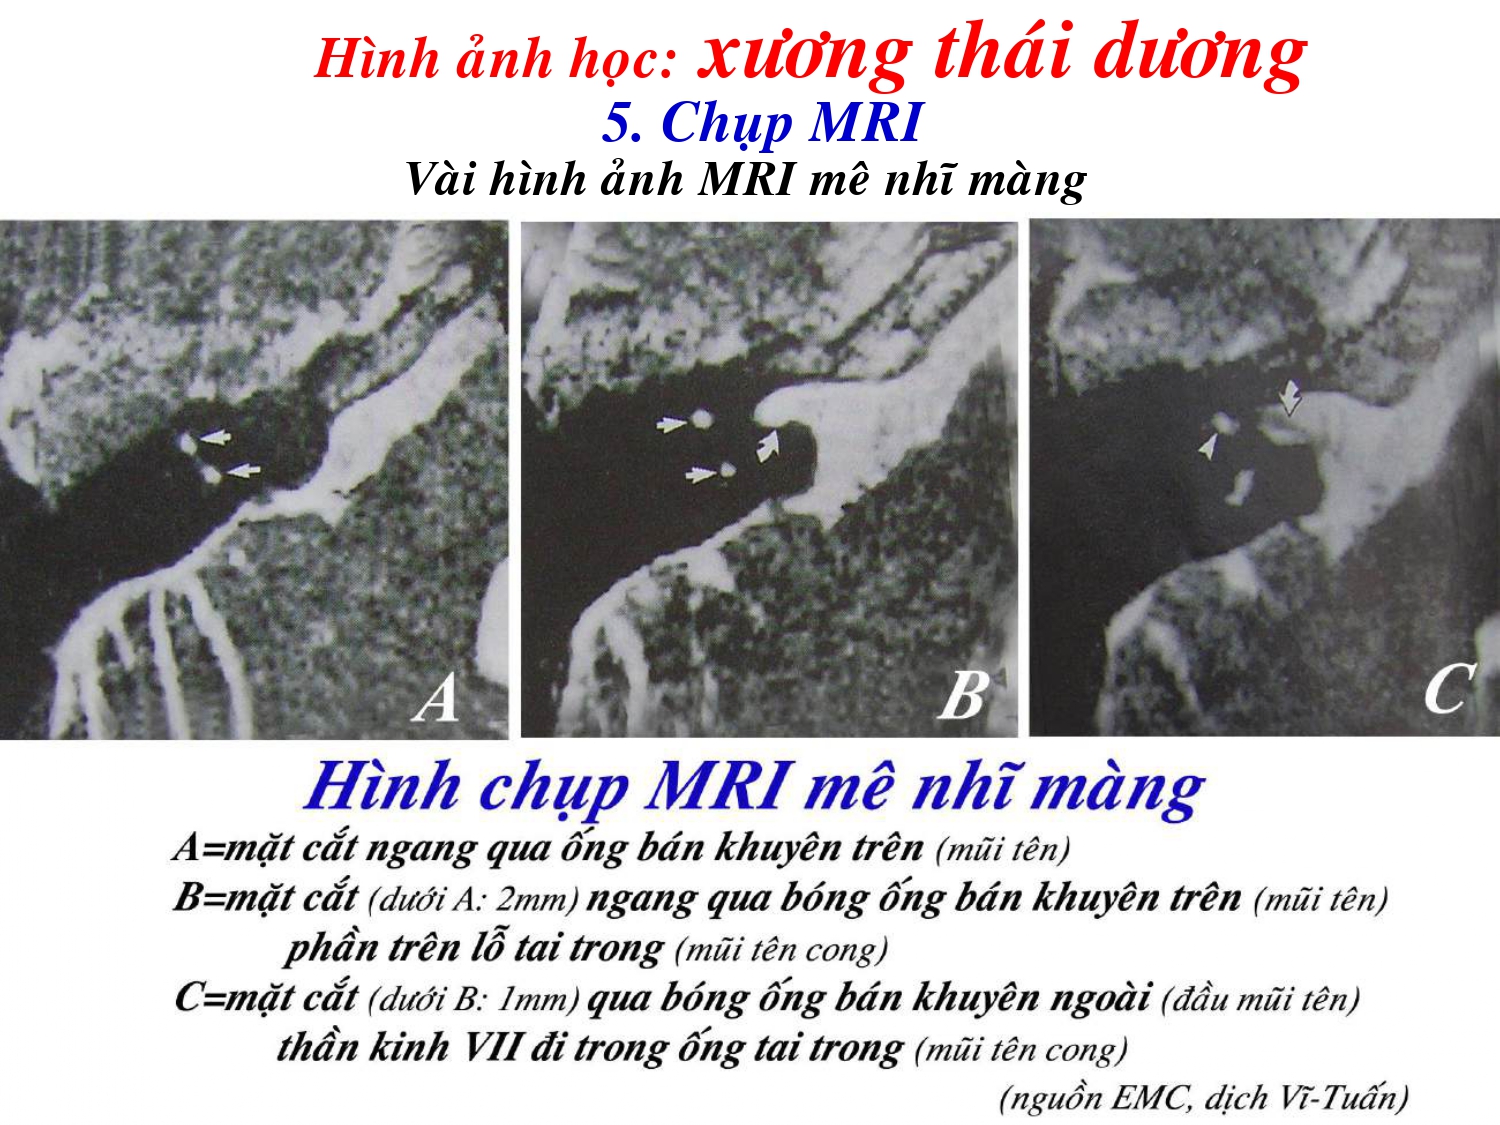 Hình ảnh học: xương thái dương
5. Chụp MRI
Vài hình ảnh MRI mê nhĩ màng
A
B
C
Hình chụp MRI mê nhĩ màng
A=mặt cắt ngang qua ống bán khuyên trên (mũi tên)
B=mặt cắt (dưới A: 2mm) ngang qua bóng ống bán khuyên trên (mũi tên)
phần trên lỗ tai trong (mũi tên cong)
C=mặt cắt (dưới B: 1mm) qua bóng ống bán khuyên ngoài (đầu mũi tên)
thần kinh VII đi trong ống tai trong (mũi tên cong)
(nguồn EMC, dịch Vĩ-Tuấn)